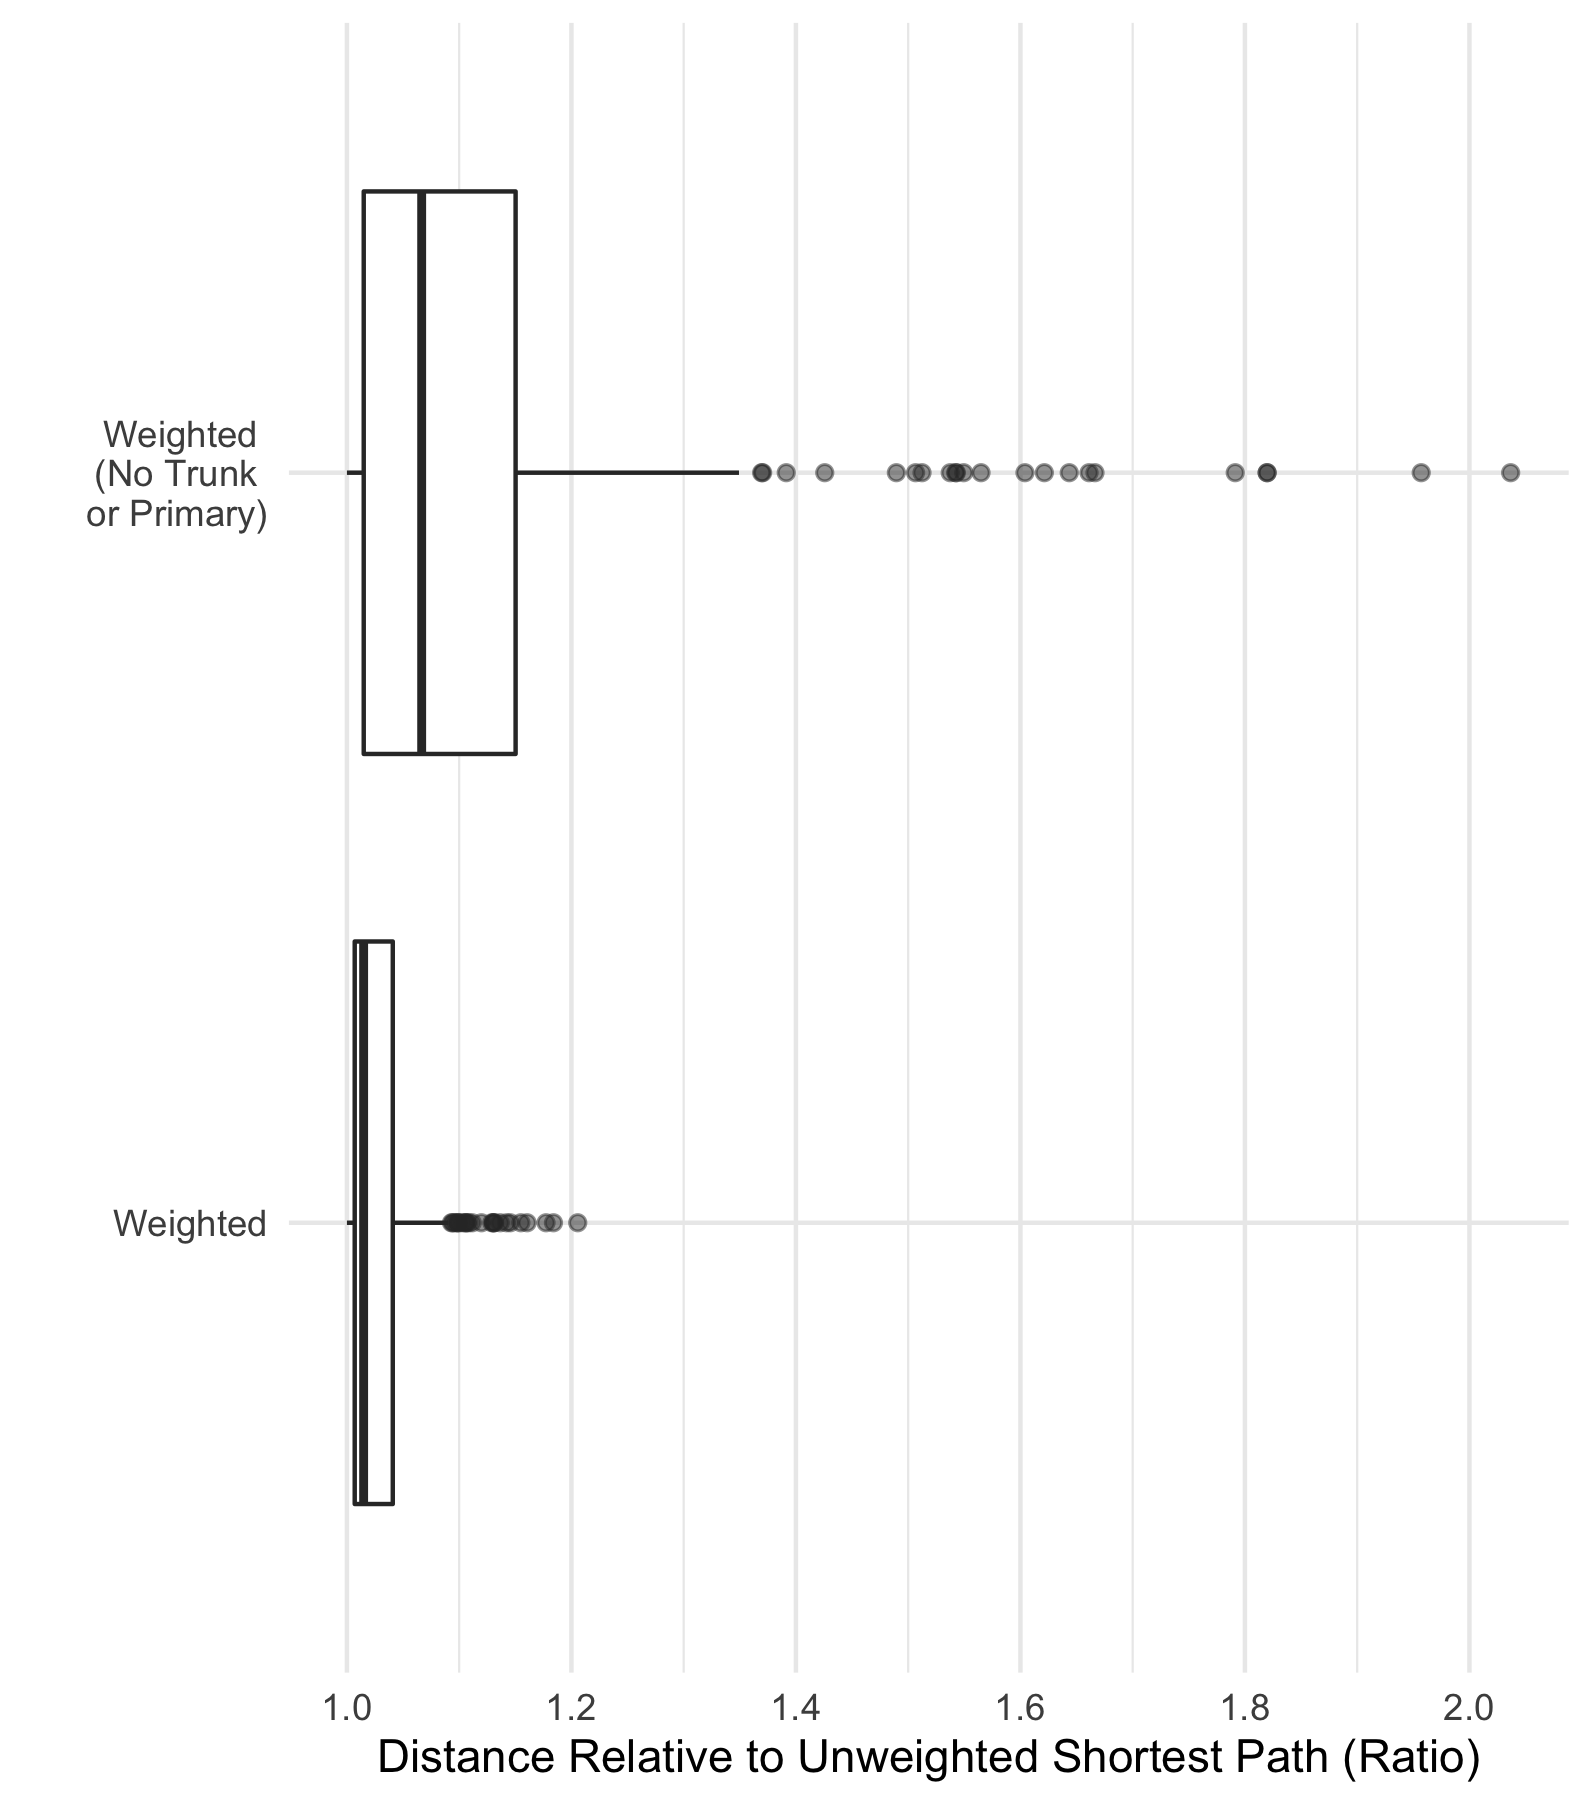 Weighted
(No Trunk
or Primary)
Weighted
1.0 1.2 1.4 1.6 1.8 2.0
Distance Relative to Unweighted Shortest Path (Ratio)